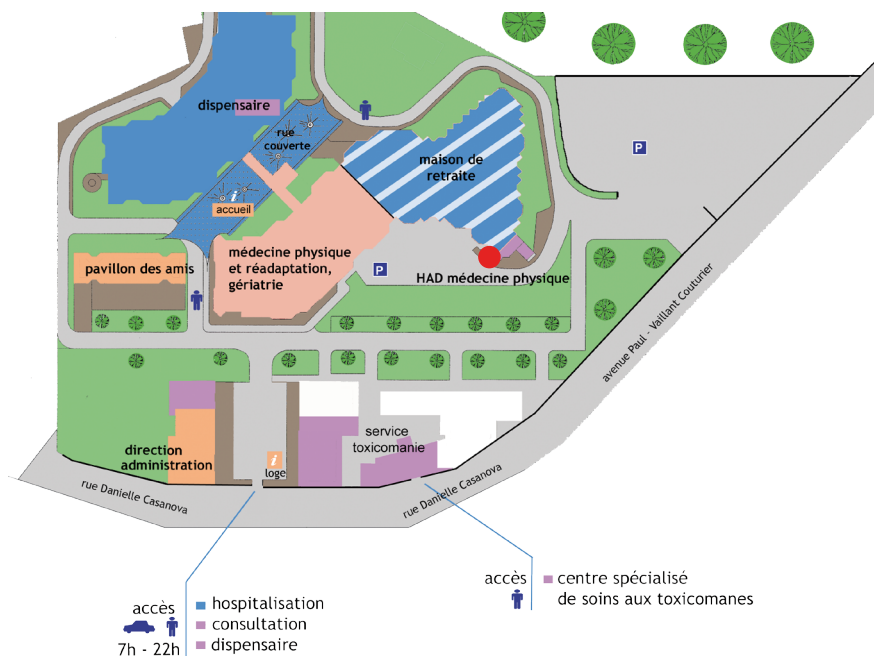 dispensaire
rue
couverte
maison de
retraite
P
i
accueil
médecine physique
et réadaptation,
gériatrie
P
HAD médecine physique
pavillon des amis
avenue Paul - Vaillant Couturier
service
toxicomanie
direction
administration
i
loge
rue Danielle Casanova
rue Danielle Casanova
accès
centre spécialisé
de soins aux toxicomanes
accès
7h - 22h
hospitalisation
consultation
dispensaire